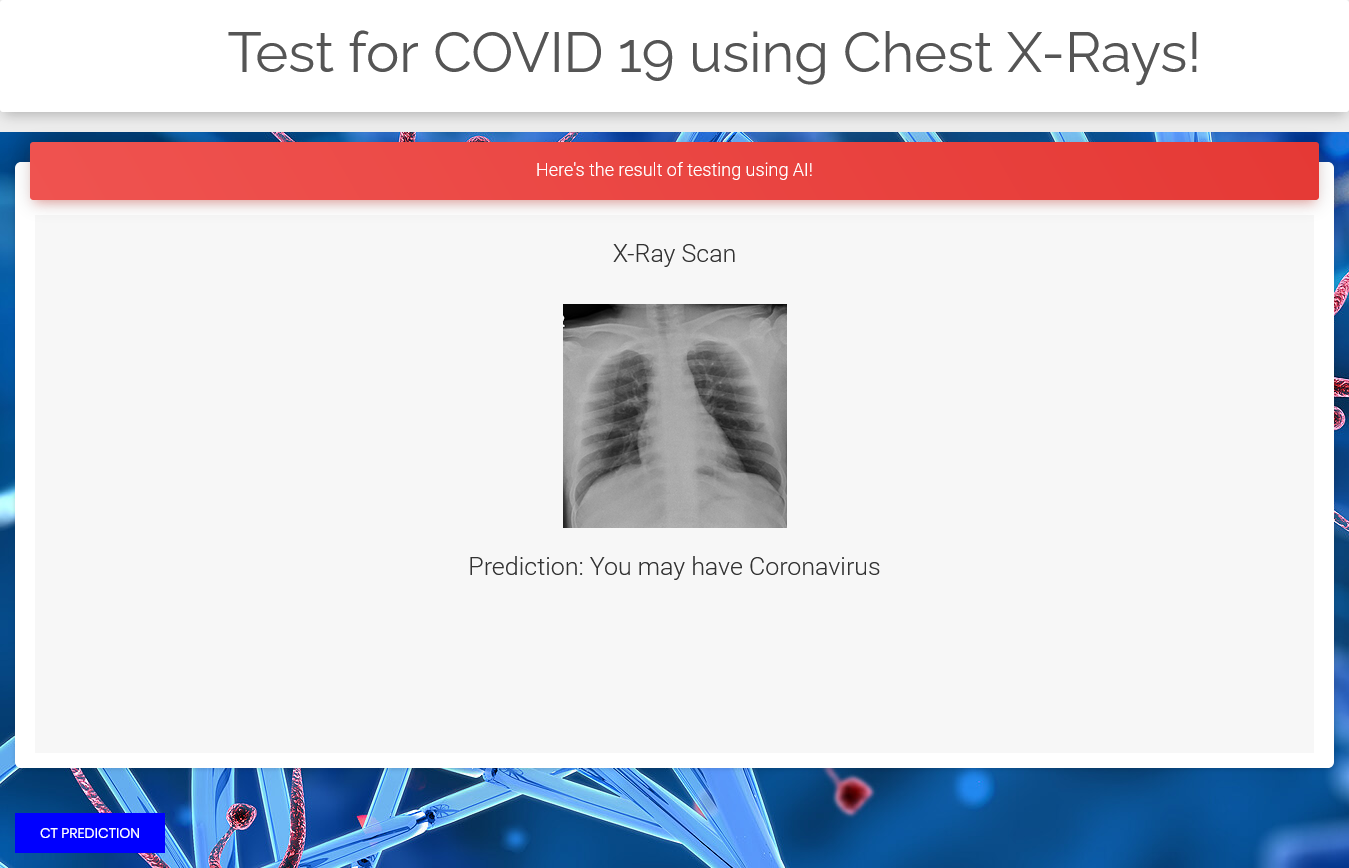 Test for COVID 19 using Chest X-Rays!
Here's the result of testing using AI!
X-Ray Scan
Prediction: You may have Coronavirus
CT PREDICTION